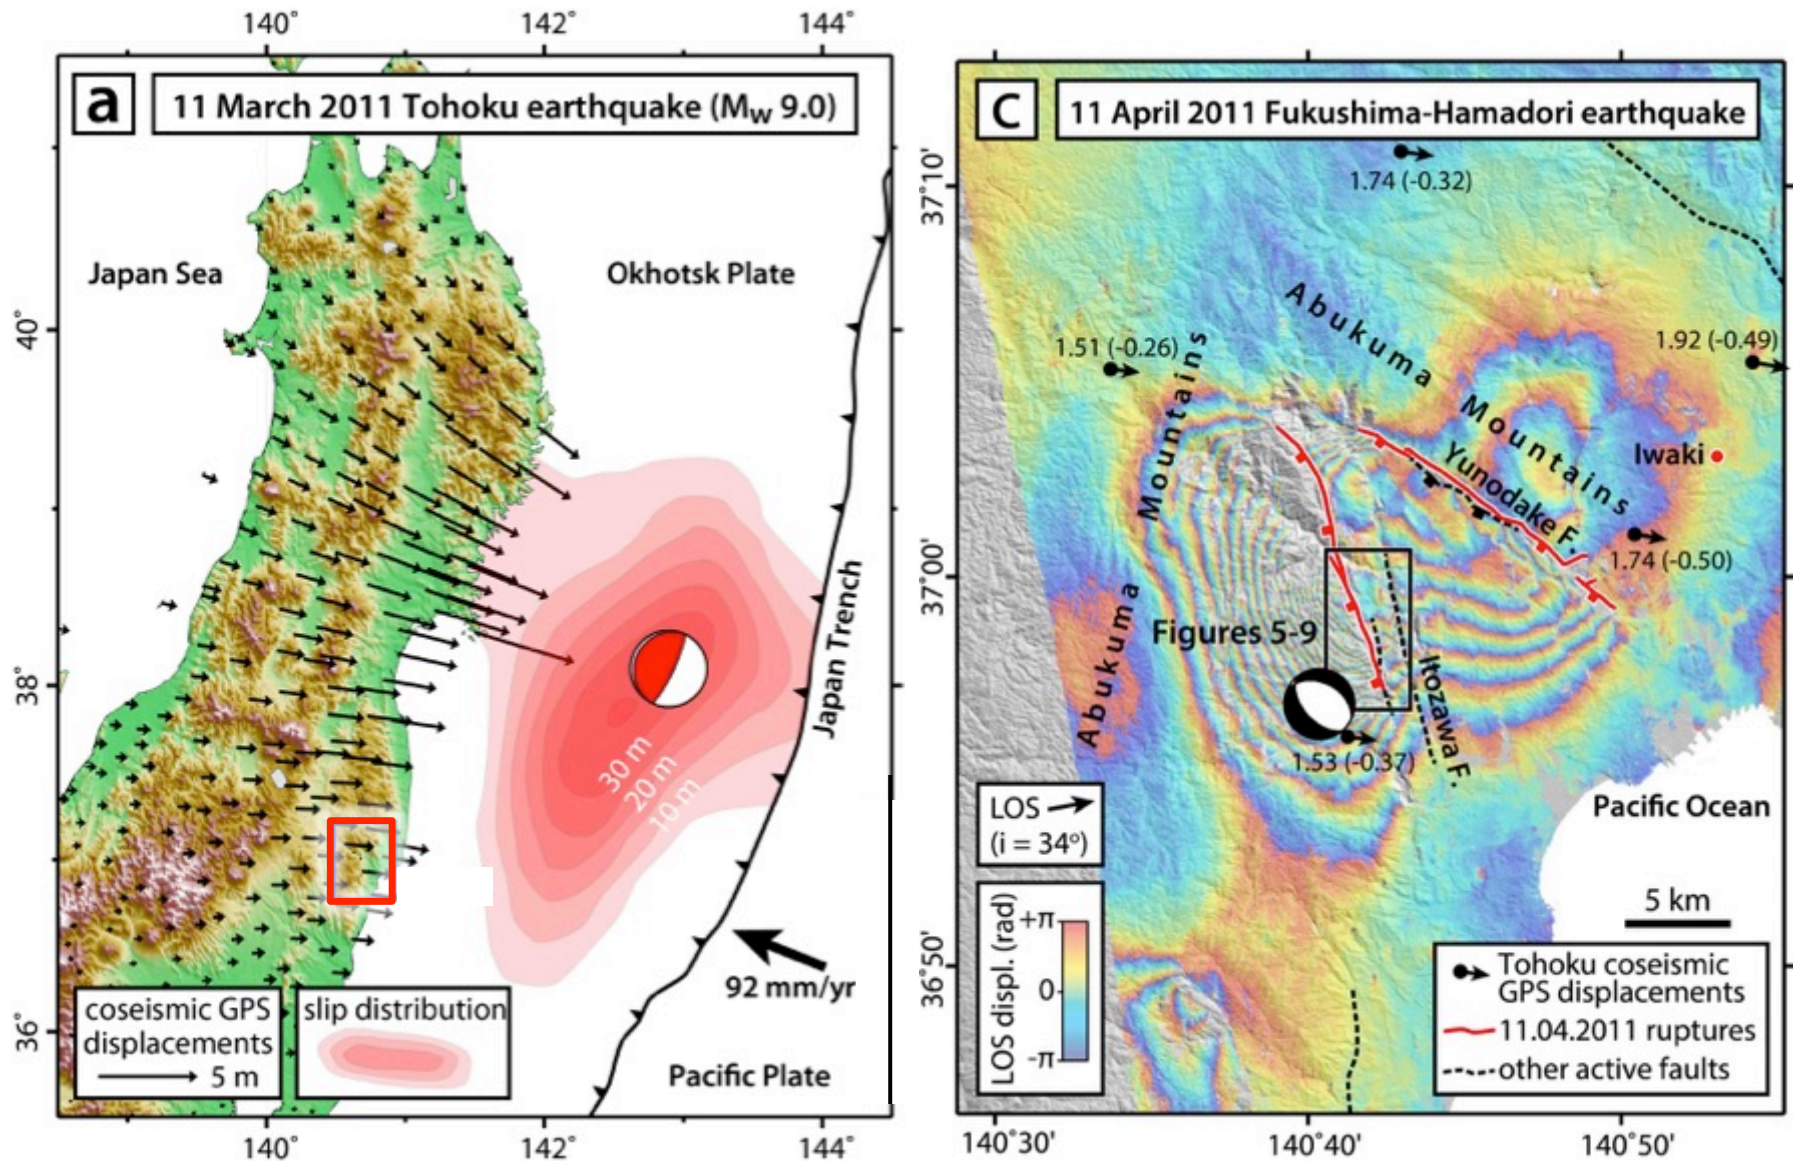 140° 142° 144°
a
11 March 2011 Tohoku earthquake (Mw 9.0)
Japan Sea
Okhotsk Plate
40°
38°
36°
30 m
20 m
10 m
Japan Trench
92 mm/yr
coseismic GPS
displacements
5 m
slip distribution
Pacific Plate
140° 142° 144°
c
11 April 2011 Fukushima-Hamadori earthquake
37°10'
37°00'
36°50'
1.74 (-0.32)
Abukuma
Mountains
1.51 (-0.26)
1.92 (-0.49)
Mountains
Iwaki
Yunodake F.
1.74 (-0.50)
Abukuma
Figures 5-9
Itozawa F.
1.53 (-0.37)
LOS
(i = 34°)
Pacific Ocean
LOS displ. (rad)
+π
0
-π
5 km
Tohoku coseismic
GPS displacements
11.04.2011 ruptures
other active faults
140°30' 140°40' 140°50'